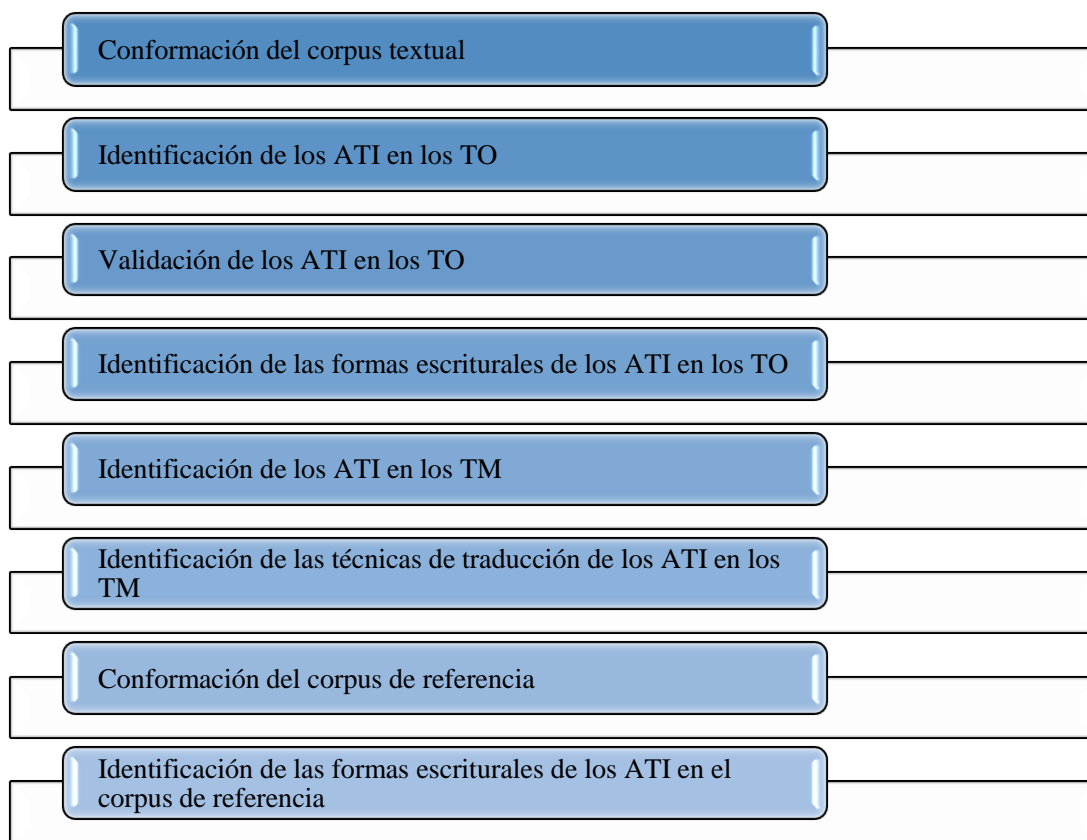 Conformación del corpus textual
Identificación de los ATI en los TO
Validación de los ATI en los TO
Identificación de las formas escriturales de los ATI en los TO
Identificación de los ATI en los TM
Identificación de las técnicas de traducción de los ATI en los
TM
Conformación del corpus de referencia
Identificación de las formas escriturales de los ATI en el
corpus de referencia